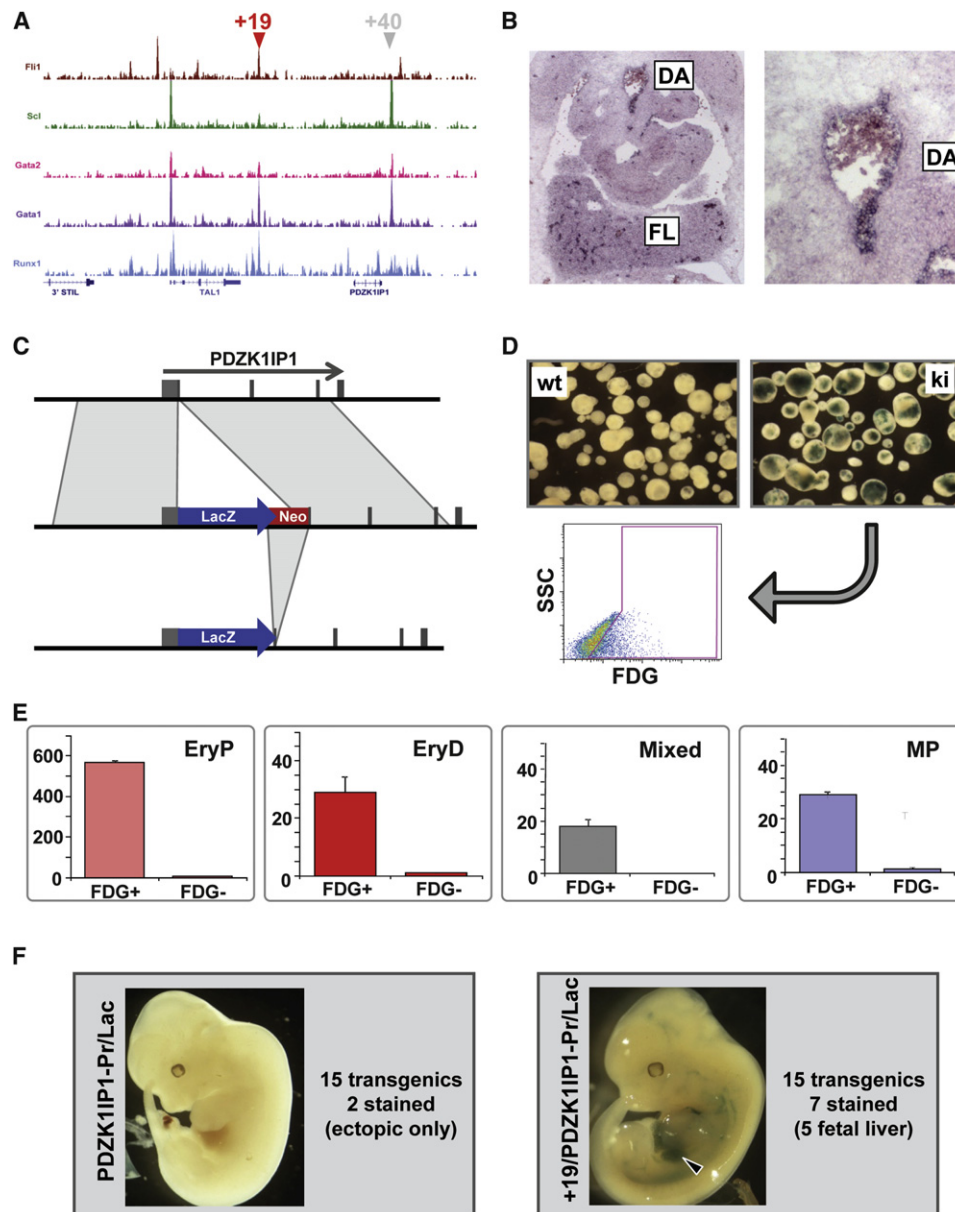 A
+19
+40
Fli1
Scl
Gata2
Gata1
Runx1
3' STIL
TAL1
PDZK1IP1
B
DA
FL
DA
C
PDZK1IP1
LacZ
Neo
LacZ
D
wt
ki
SSC
FDG
E
EryP
600
400
200
0
FDG+
FDG-
EryD
40
20
0
FDG+
FDG-
Mixed
40
20
0
FDG+
FDG-
MP
40
20
0
FDG+
FDG-
F
PDZK1IP1-Pr/Lac
15 transgenics
2 stained
(ectopic only)
+19/PDZK1IP1-Pr/Lac
15 transgenics
7 stained
(5 fetal liver)